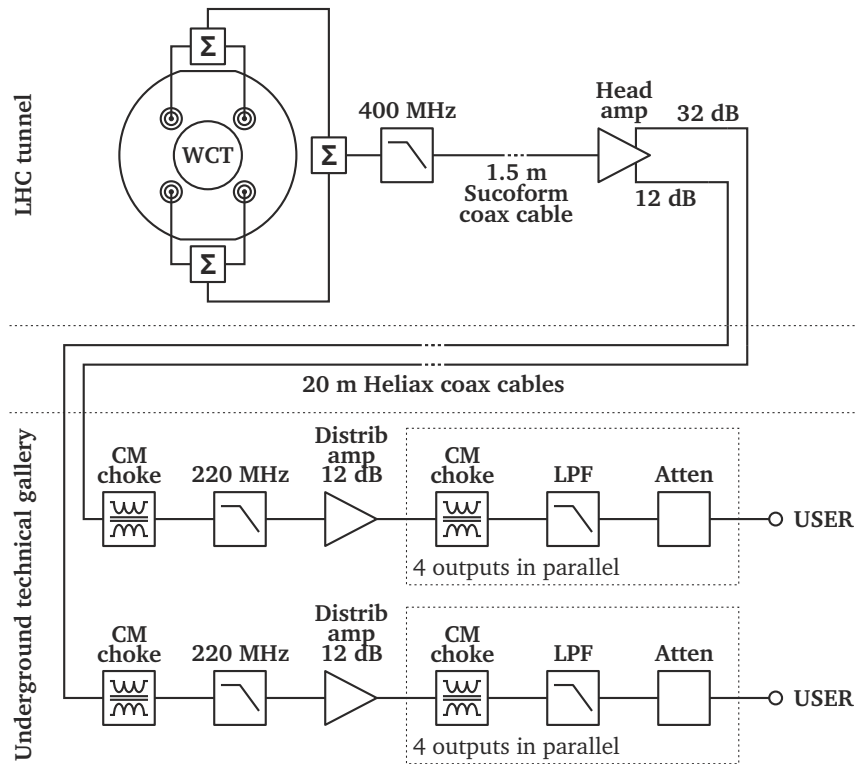 LHC tunnel
Σ
WCT
Σ
Σ
400 MHz
1.5 m
Sucoform
coax cable
Head
amp
32 dB
12 dB
20 m Heliax coax cables
Underground technical gallery
CM
choke
220 MHz
Distrib
amp
12 dB
CM
choke
LPF
Atten
USER
4 outputs in parallel
CM
choke
220 MHz
Distrib
amp
12 dB
CM
choke
LPF
Atten
USER
4 outputs in parallel